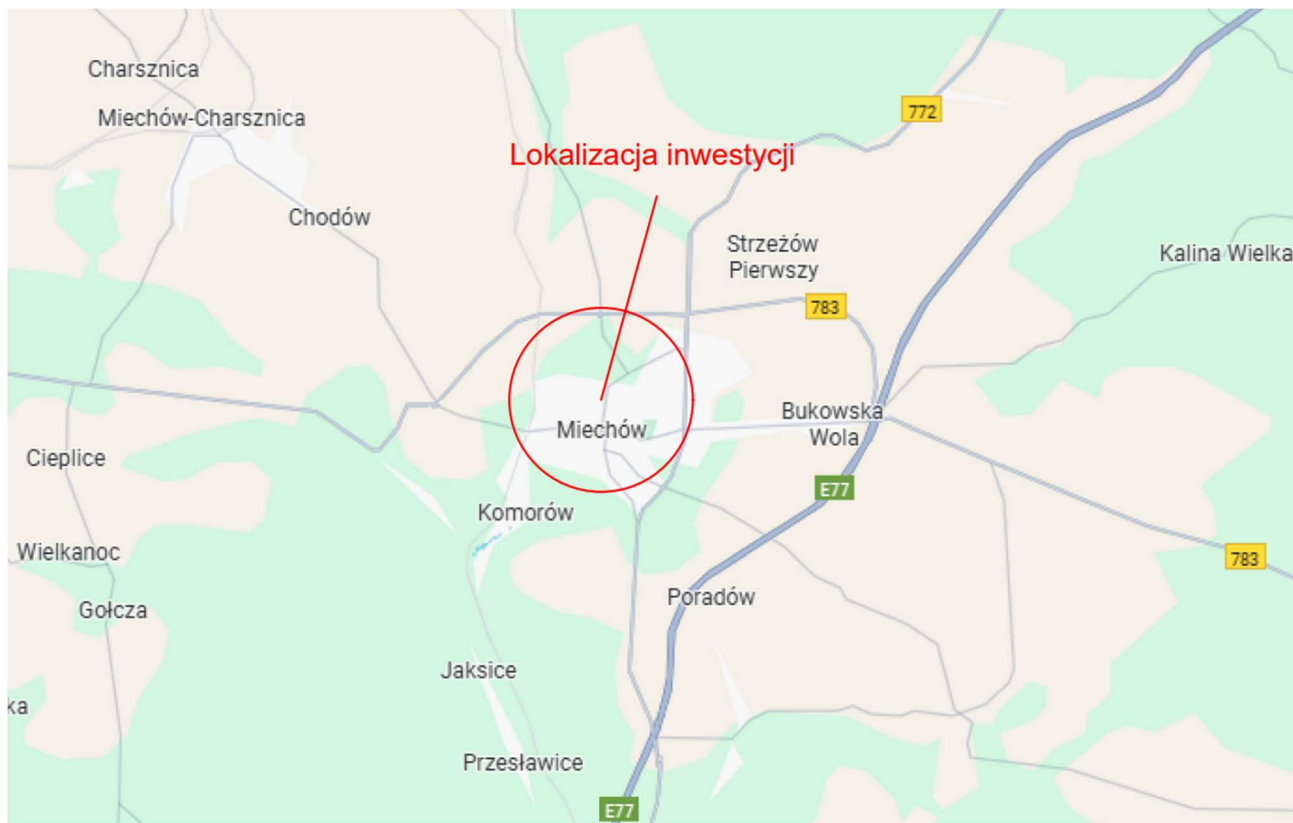 Charsznica
Miechów-Charsznica
772
Lokalizacja inwestycji
Chodów
Strzeżów
Pierwszy
Kalina Wielka
783
Miechów
Bukowska
Wola
Cieplice
E77
Komorów
Wielkanoc
783
Gołcza
Poradów
Jaksice
ka
Przesławice
E77